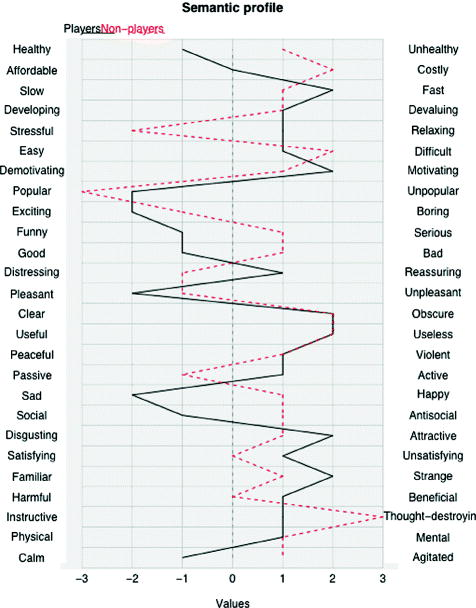 Semantic profile
PlayersNon-players
Healthy Unhealthy
Affordable Costly
Slow Fast
Developing Devaluing
Stressful Relaxing
Easy Difficult
Demotivating Motivating
Popular Unpopular
Exciting Boring
Funny Serious
Good Bad
Distressing Reassuring
Pleasant Unpleasant
Clear Obscure
Useful Useless
Peaceful Violent
Passive Active
Sad Happy
Social Antisocial
Disgusting Attractive
Satisfying Unsatisfying
Familiar Strange
Harmful Beneficial
Instructive Thought-destroyin
Physical Mental
Calm Agitated
−3 −2 −1 0 1 2 3
Values